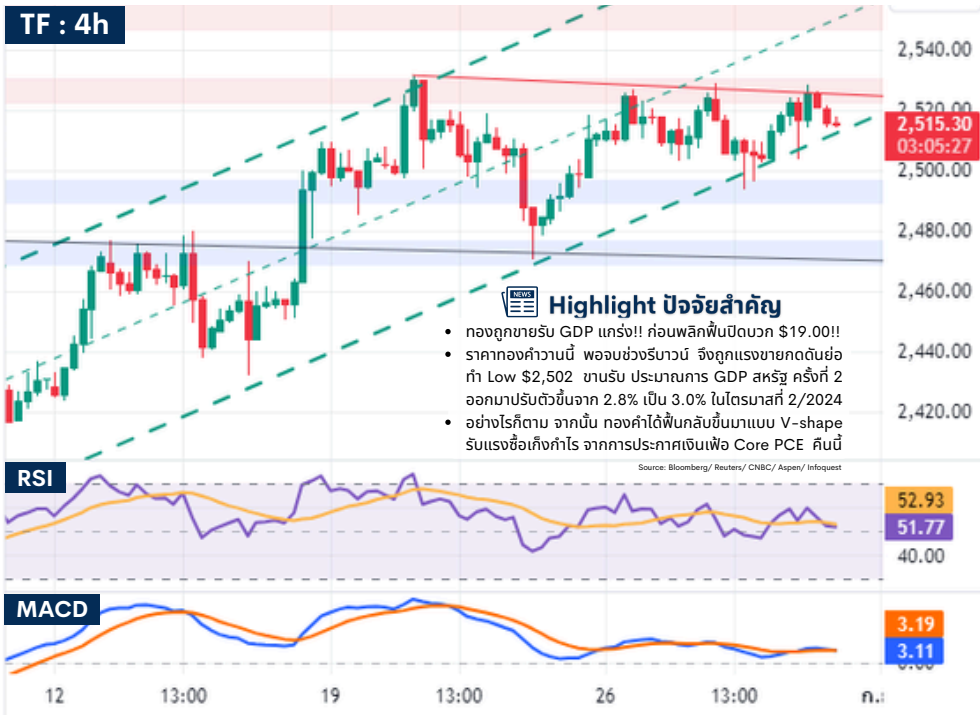 TF : 4h
2,540.00
2,520.00
2,515.30
03:05:27
2,500.00
2,480.00
2,460.00
2,440.00
2,420.00
NEWS
Highlight ปัจจัยสำคัญ
• ทองถูกขายรับ GDP แกร่ง!! ก่อนพลิกฟื้นปิดบวก $19.00!!
• ราคาทองคำวานนี้ พอจบช่วงรีบาวน์ จึงถูกแรงขายกดดันย่อ
ทำ Low $2,502 ขานรับ ประมาณการ GDP สหรัฐ ครั้งที่ 2
ออกมาปรับตัวขึ้นจาก 2.8% เป็น 3.0% ในไตรมาสที่ 2/2024
• อย่างไรก็ตาม จากนั้น ทองคำได้ฟื้นกลับขึ้นมาแบบ V-shape
รับแรงซื้อเก็งกำไร จากการประกาศเงินเฟ้อ Core PCE คืนนี้
Source: Bloomberg/ Reuters/ CNBC/ Aspen/ Infoquest
RSI
52.93
51.77
40.00
MACD
3.19
3.11
0.00
12 13:00 19 13:00 26 13:00 ก.ย